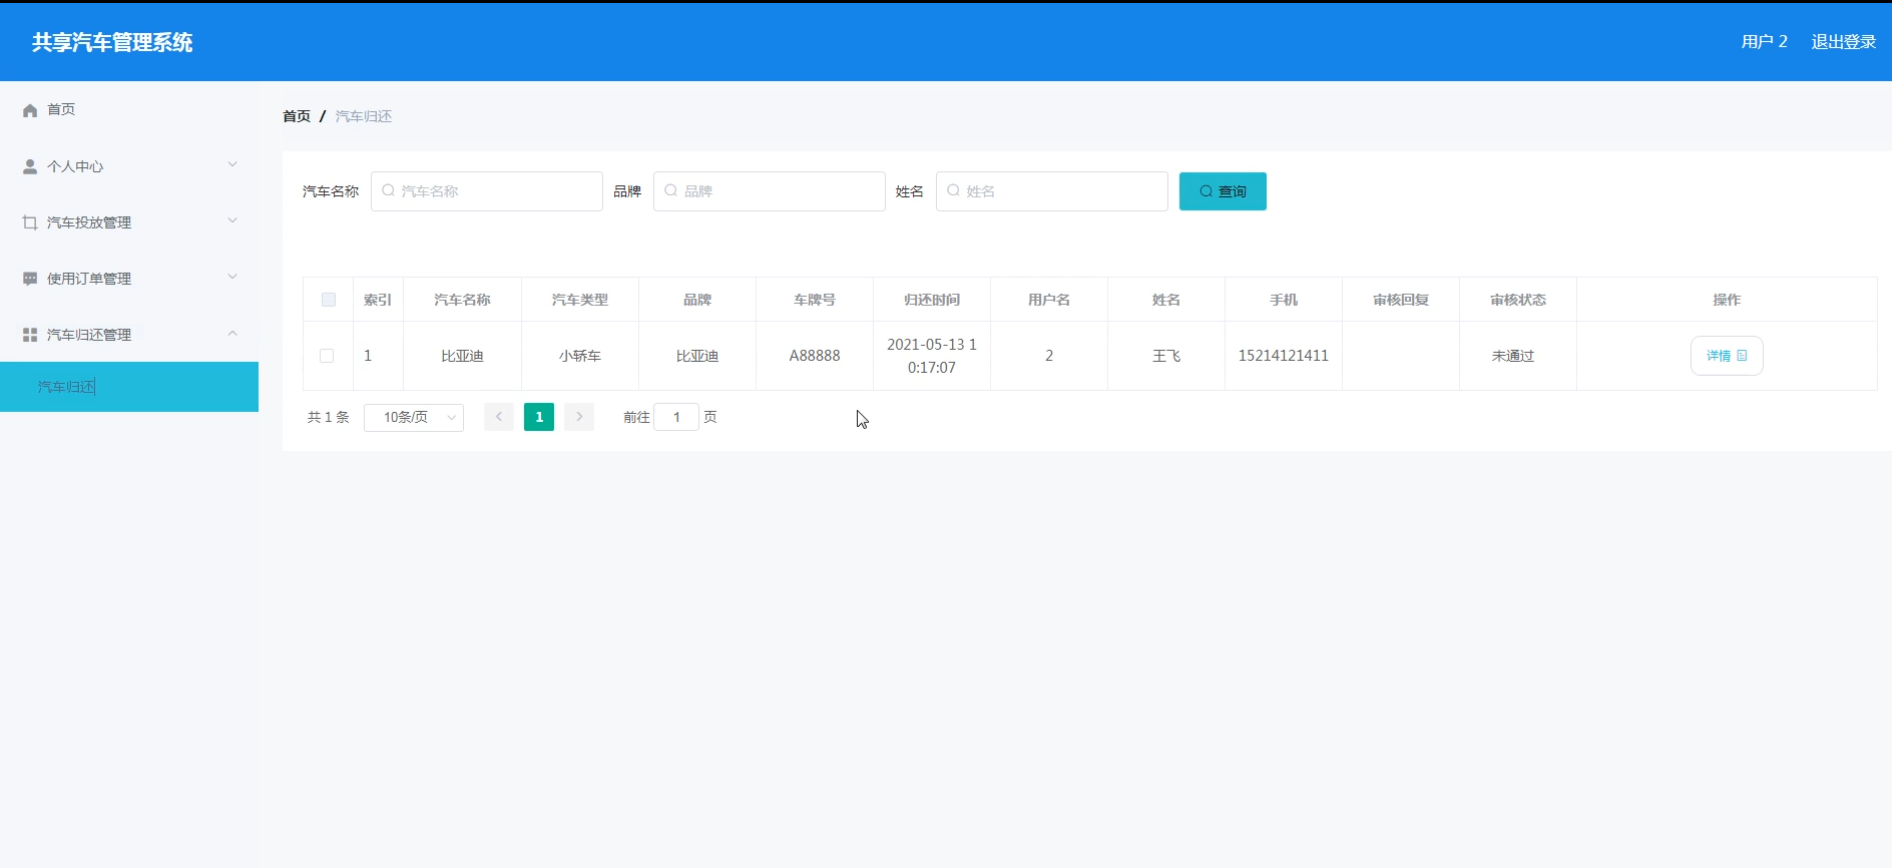 共享汽车管理系统
用户 2 退出登录
首页
个人中心
汽车投放管理
使用订单管理
汽车归还管理
汽车归还
首页 / 汽车归还
汽车名称 汽车名称 品牌 品牌 姓名 姓名 查询
索引 汽车名称 汽车类型 品牌 车牌号 归还时间 用户名 姓名 手机 审核回复 审核状态 操作
1 比亚迪 小轿车 比亚迪 A88888 2021-05-13 1 2 王飞 15214121411 未通过 详情
0:17:07
共 1 条 10条/页 1 前往 1 页